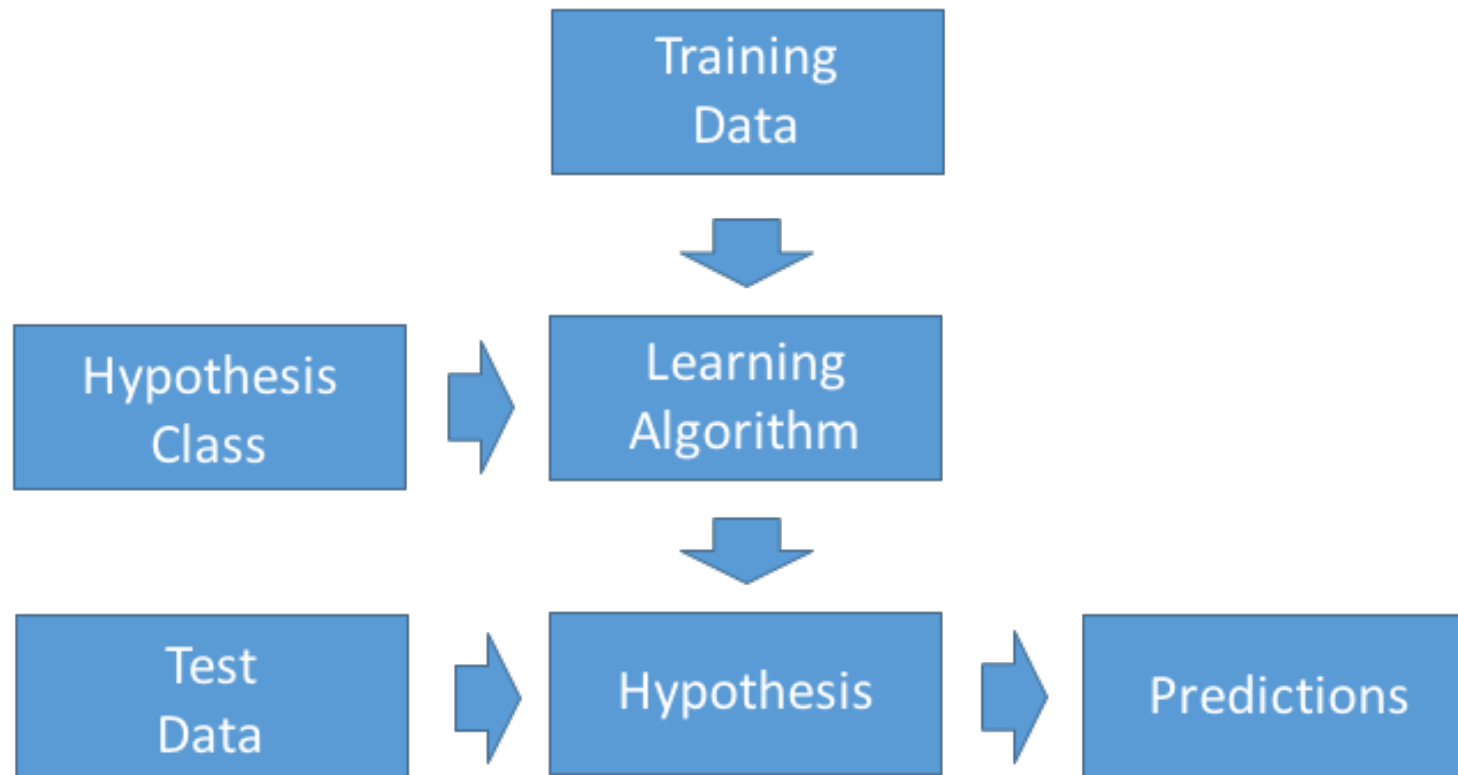 Training
Data
Hypothesis
Class
Learning
Algorithm
Test
Data
Hypothesis
Predictions